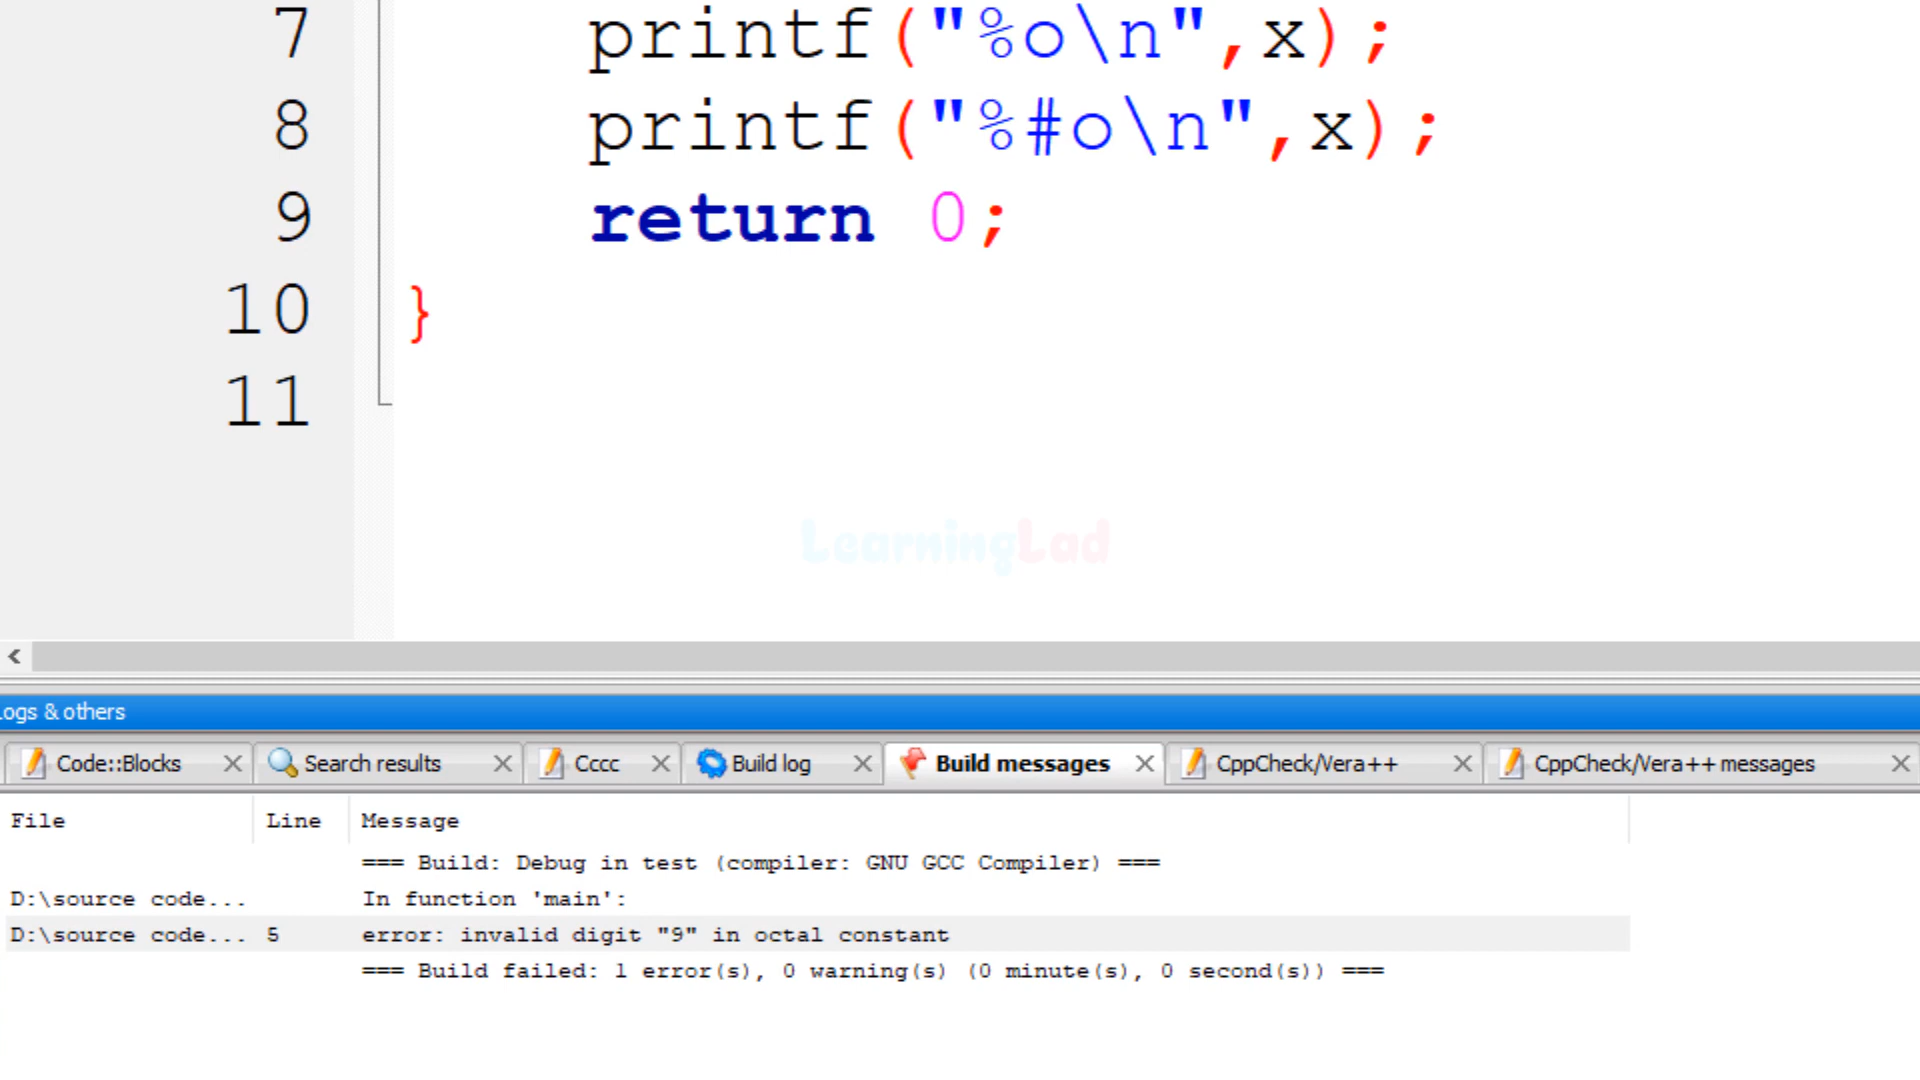 7 printf("%o\n",x);
8 printf("%#o\n",x);
9 return 0;
10 }
11
LearningLad
Logs & others
Code::Blocks Search results Cccc Build log Build messages CppCheck/Vera++ CppCheck/Vera++ messages
File Line Message
=== Build: Debug in test (compiler: GNU GCC Compiler) ===
D:\source code... In function 'main':
D:\source code... 5 error: invalid digit "9" in octal constant
=== Build failed: 1 error(s), 0 warning(s) (0 minute(s), 0 second(s)) ===